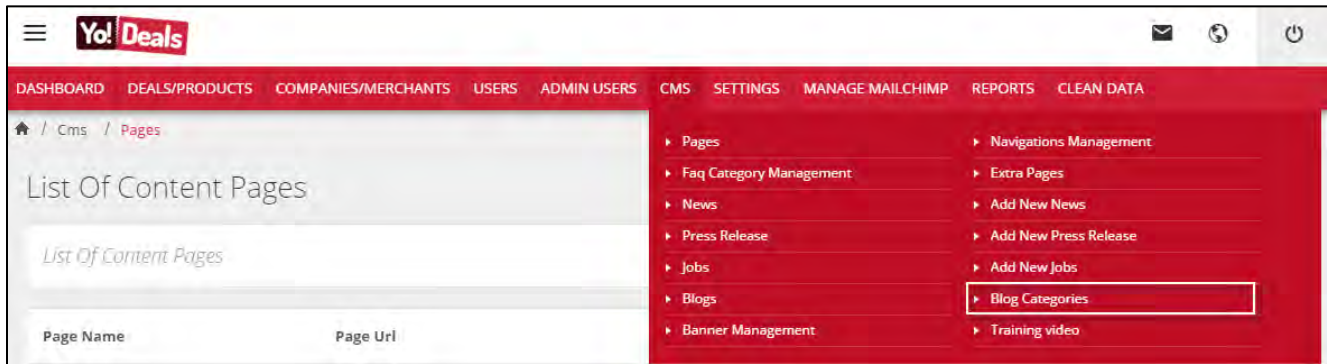 Yo! Deals
DASHBOARD DEALS/PRODUCTS COMPANIES/MERCHANTS USERS ADMIN USERS CMS SETTINGS MANAGE MAILCHIMP REPORTS CLEAN DATA
/ Cms / Pages
List Of Content Pages
List Of Content Pages
Page Name Page Url
Pages Navigations Management
Faq Category Management Extra Pages
News Add New News
Press Release Add New Press Release
Jobs Add New Jobs
Blogs Blog Categories
Banner Management Training video